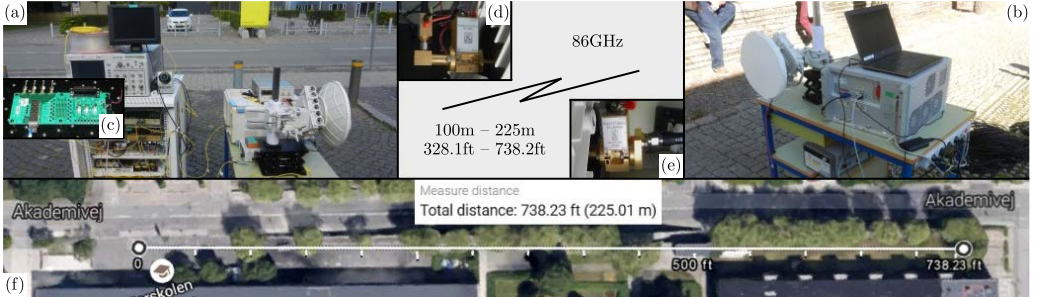 (a)
(d)
(b)
86GHz
(c)
100m – 225m
328.1ft – 738.2ft
(e)
Measure distance
Total distance: 738.23 ft (225.01 m)
Akademivej
Akademivej
0
500 ft
738.23 ft
(f)
rskolen